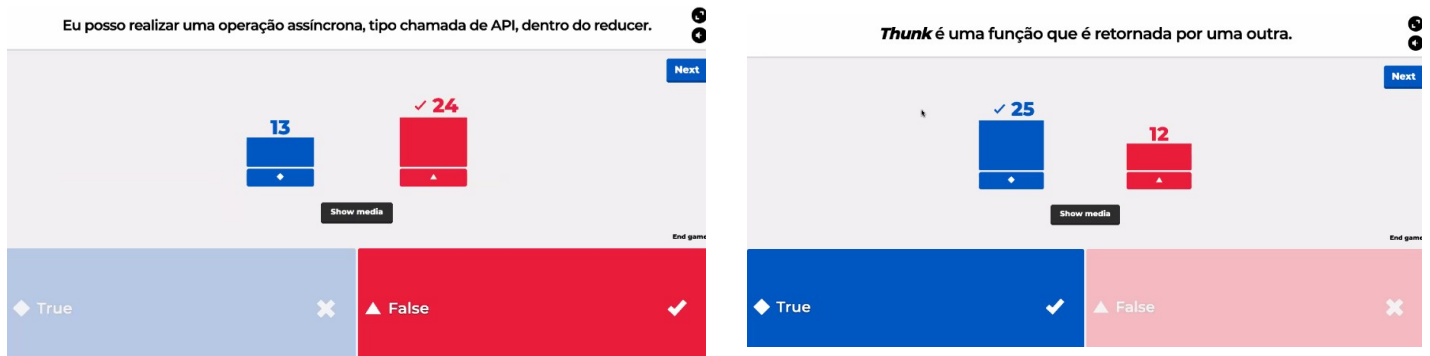 Eu posso realizar uma operação assíncrona, tipo chamada de API, dentro do reducer.
Next
13
24
Show media
End game
True
False
Thunk é uma função que é retornada por uma outra.
Next
25
12
Show media
End game
True
False